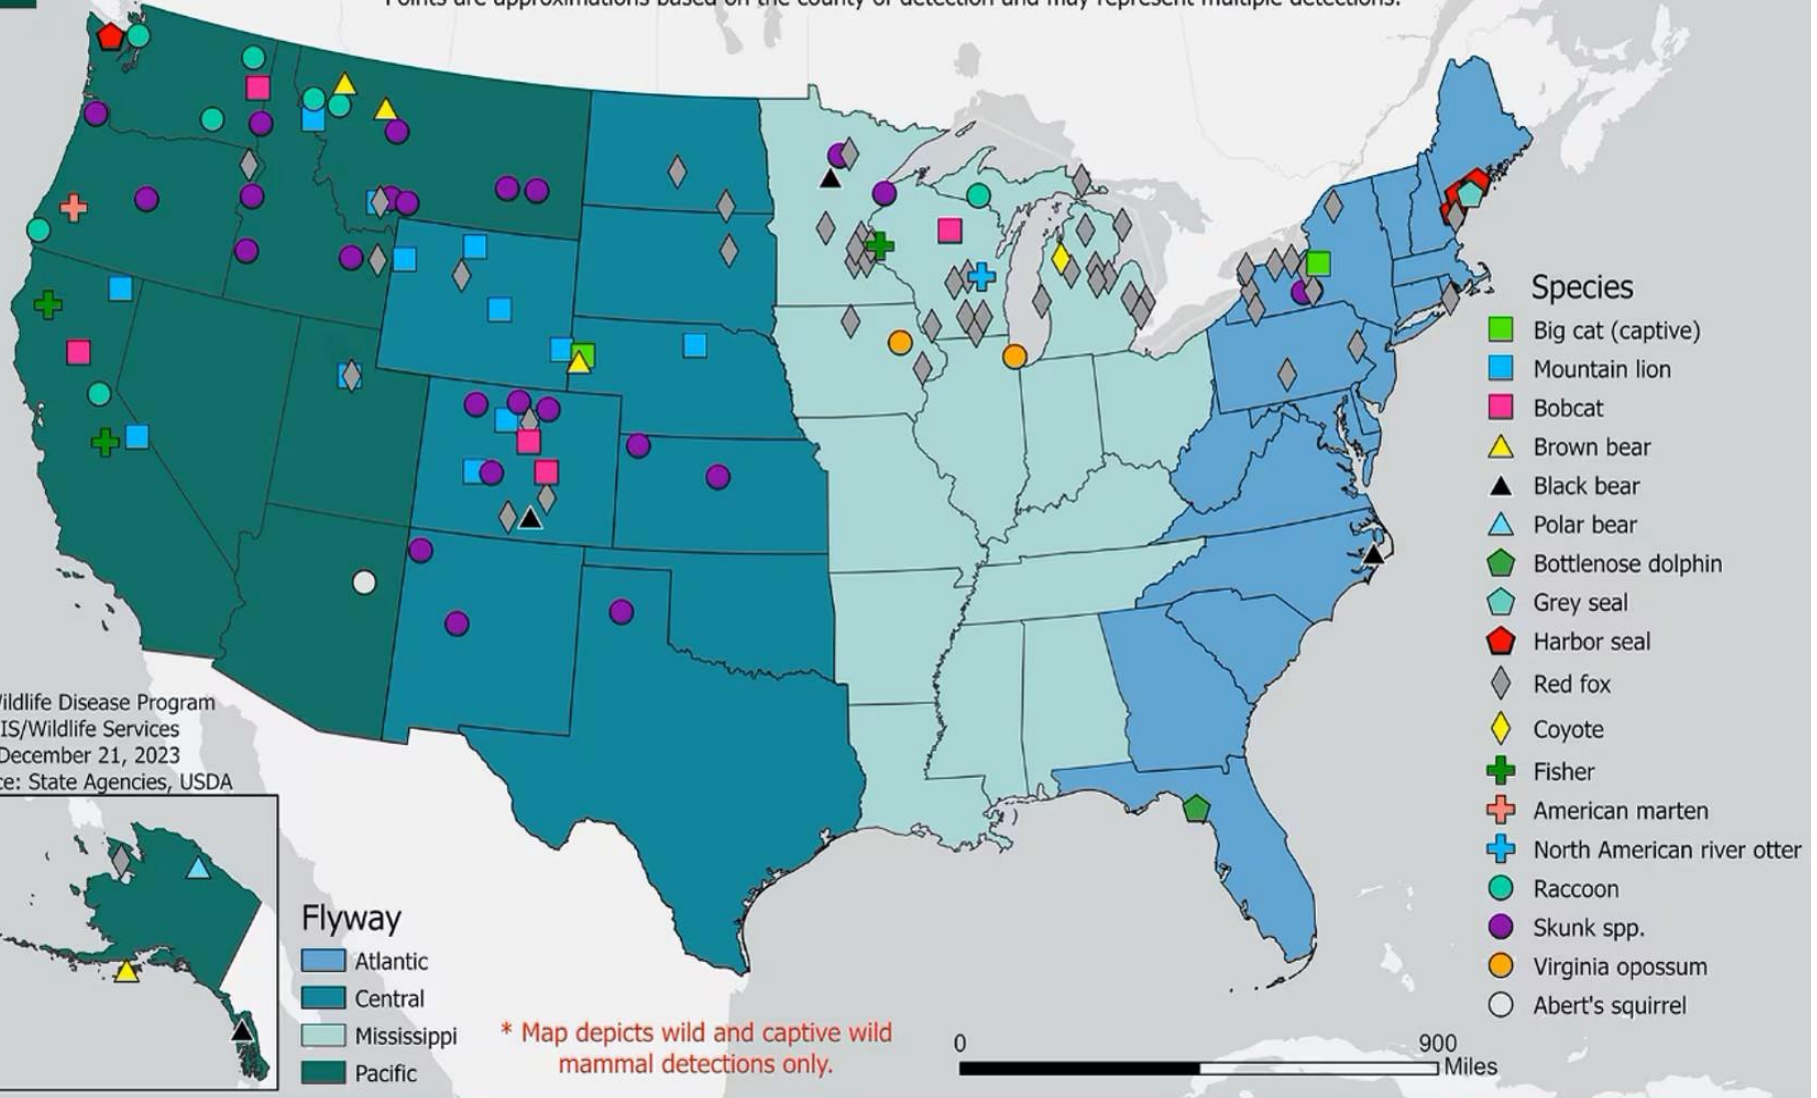 Points are approximations based on the county of detection and may represent multiple detections.
Species
Big cat (captive)
Mountain lion
Bobcat
Brown bear
Black bear
Polar bear
Bottlenose dolphin
Grey seal
Harbor seal
Red fox
Coyote
Fisher
American marten
North American river otter
Raccoon
Skunk spp.
Virginia opossum
Abert's squirrel
Wildlife Disease Program
IS/Wildlife Services
December 21, 2023
ce: State Agencies, USDA
Flyway
Atlantic
Central
Mississippi
Pacific
* Map depicts wild and captive wild
mammal detections only.
0 900
Miles